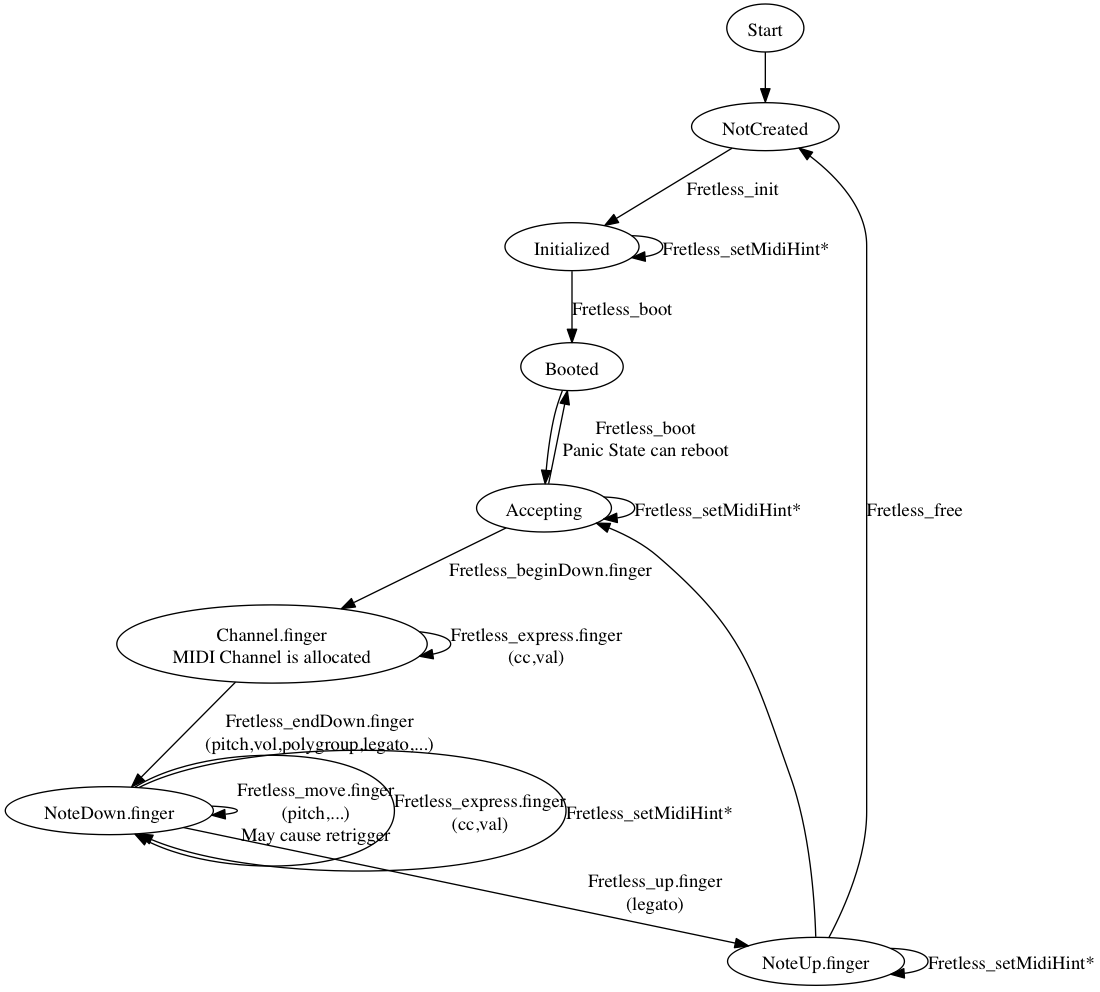 Start
NotCreated
Fretless_init
Initialized
Fretless_setMidiHint*
Fretless_boot
Booted
Fretless_boot
Panic State can reboot
Accepting
Fretless_setMidiHint*
Fretless_free
Fretless_beginDown.finger
Channel.finger
MIDI Channel is allocated
Fretless_express.finger
(cc,val)
Fretless_endDown.finger
(pitch,vol,polygroup,legato,...)
NoteDown.finger
Fretless_move.finger
(pitch,...)
May cause retrigger
Fretless_express.finger
(cc,val)
Fretless_setMidiHint*
Fretless_up.finger
(legato)
NoteUp.finger
Fretless_setMidiHint*